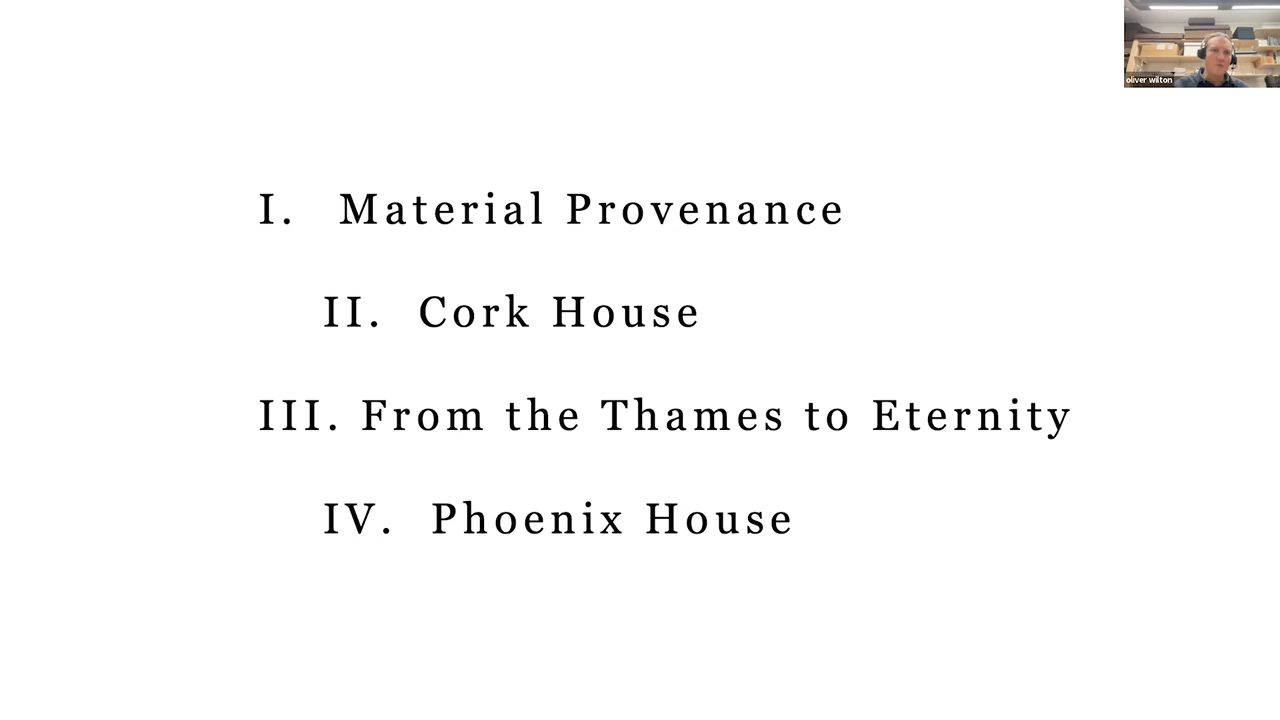 oliver wilton
I. Material Provenance
II. Cork House
III. From the Thames to Eternity
IV. Phoenix House